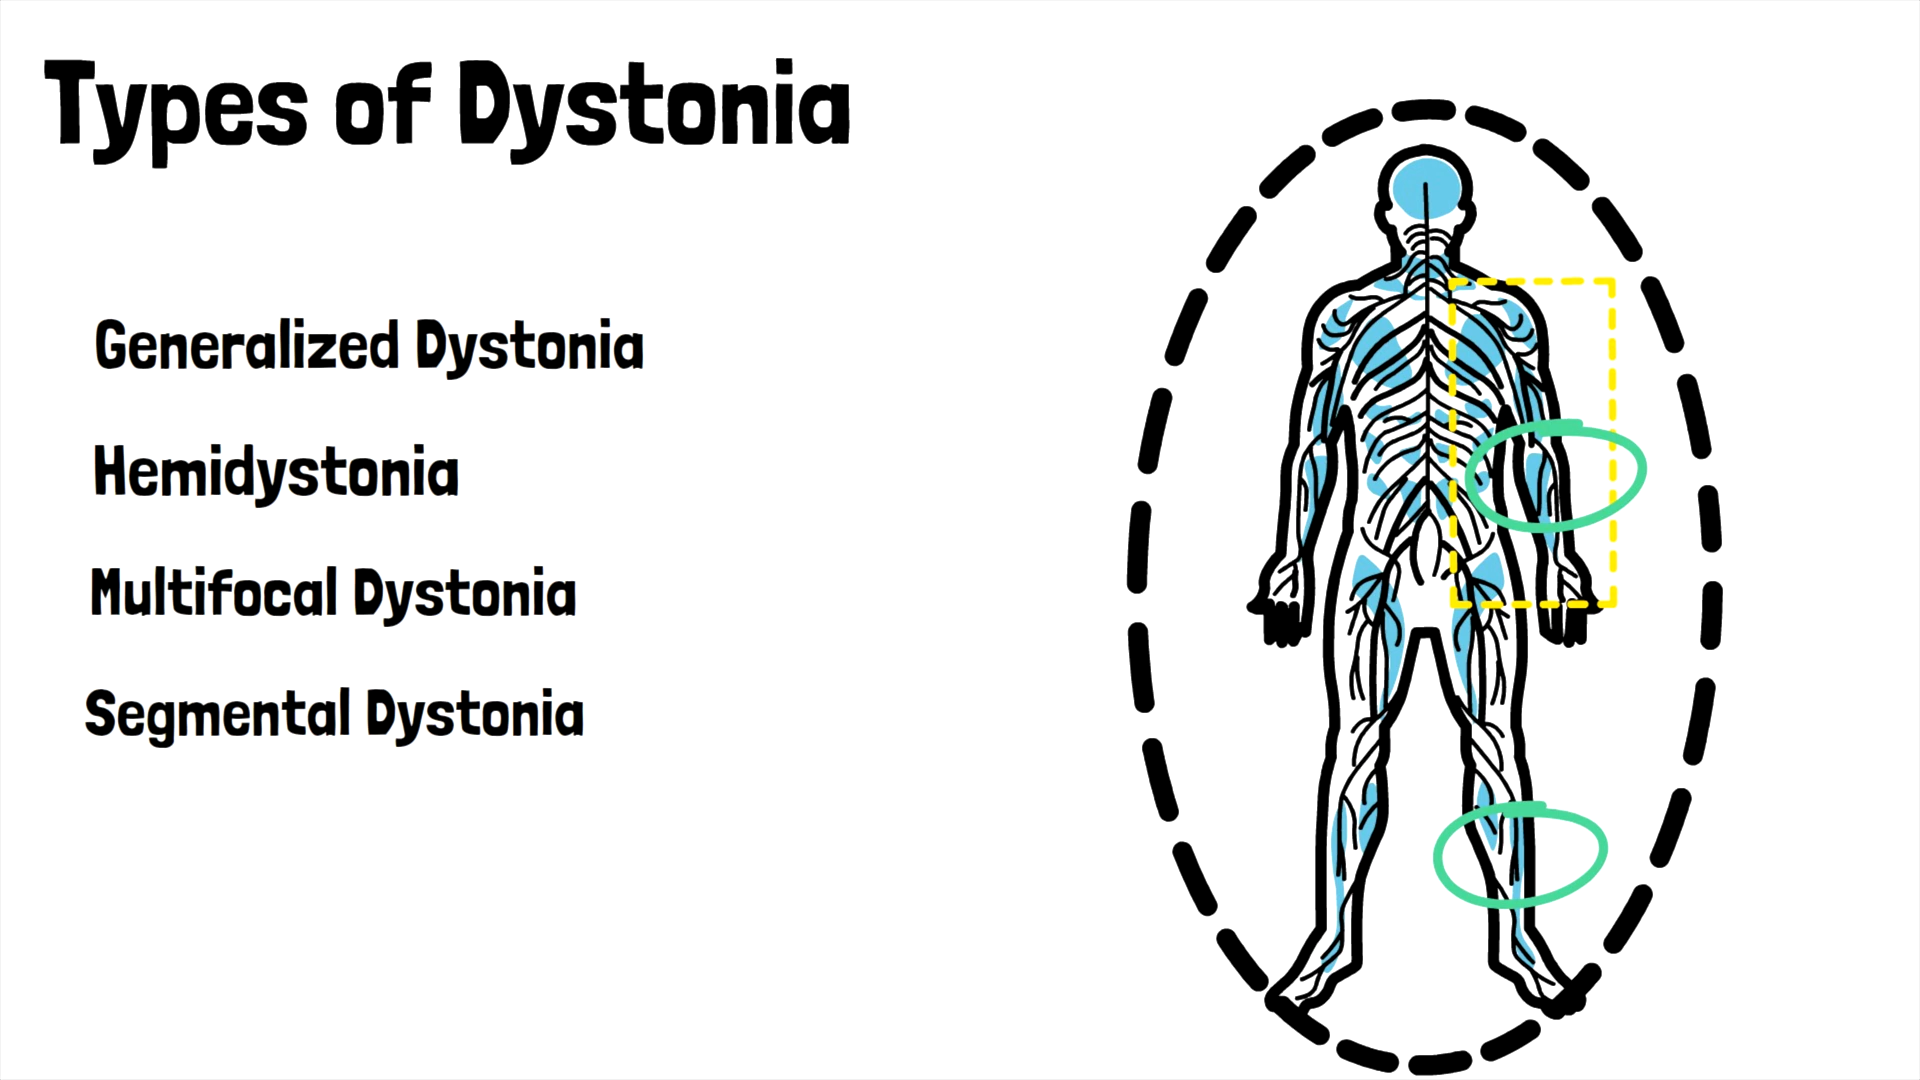 Types of Dystonia
Generalized Dystonia
Hemidystonia
Multifocal Dystonia
Segmental Dystonia